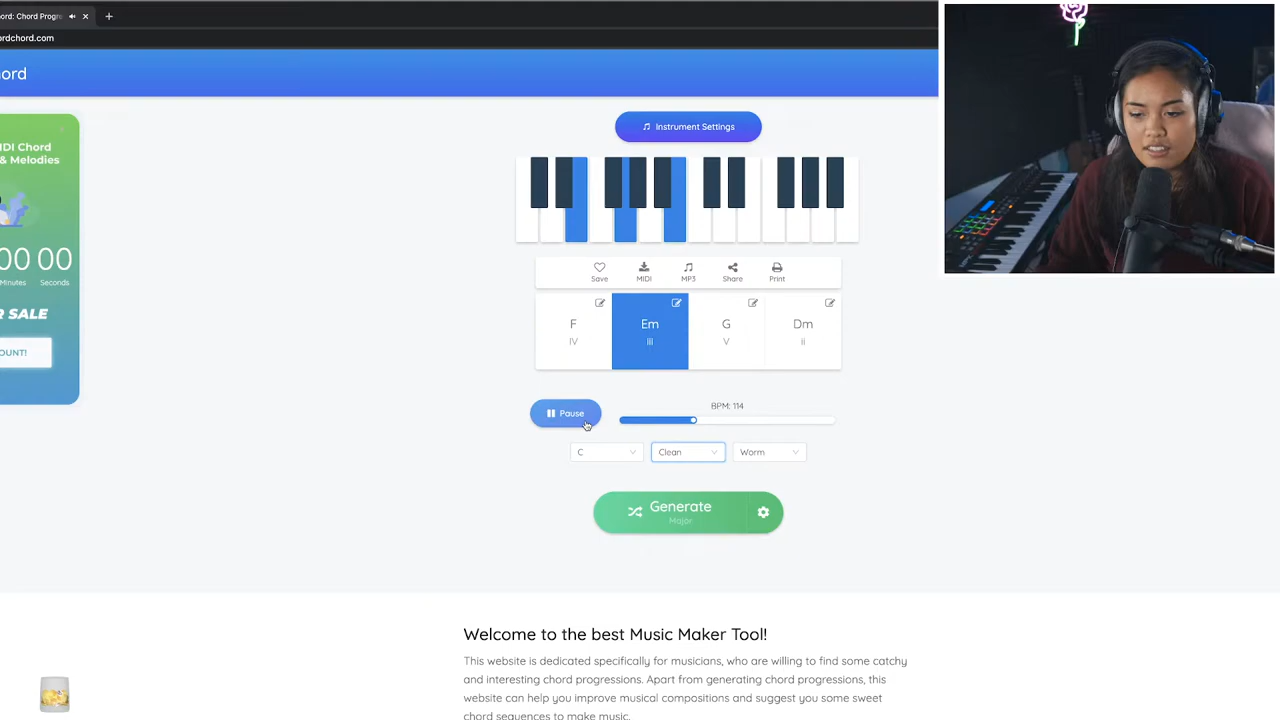 ord: Chord Progre
rdchord.com
ord
IDI Chord
& Melodies
00 00
Minutes Seconds
R SALE
OUNT!
Instrument Settings
Save MIDI MP3 Share Print
F Em G Dm
IV iii V ii
Pause
BPM: 114
C Clean Worm
Generate
Major
Welcome to the best Music Maker Tool!
This website is dedicated specifically for musicians, who are willing to find some catchy
and interesting chord progressions. Apart from generating chord progressions, this
website can help you improve musical compositions and suggest you some sweet
chord sequences to make music.